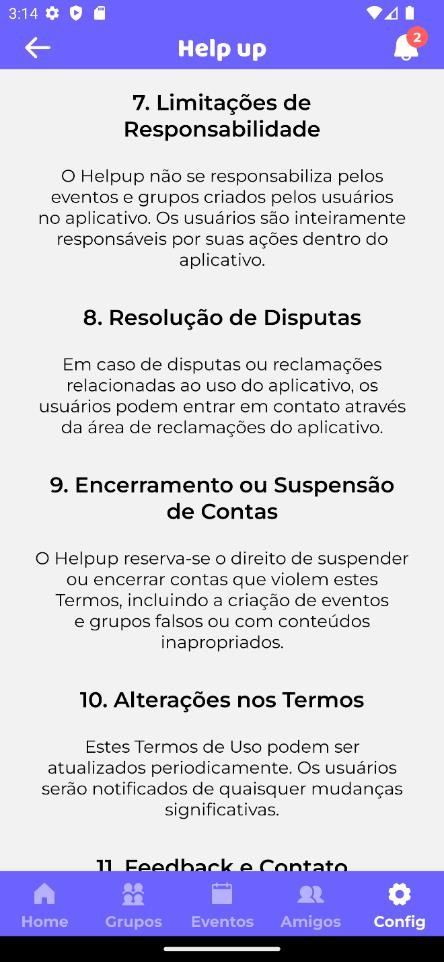 3:14
Help up
2
7. Limitações de
Responsabilidade
O Helpup não se responsabiliza pelos
eventos e grupos criados pelos usuários
no aplicativo. Os usuários são inteiramente
responsáveis por suas ações dentro do
aplicativo.
8. Resolução de Disputas
Em caso de disputas ou reclamações
relacionadas ao uso do aplicativo, os
usuários podem entrar em contato através
da área de reclamações do aplicativo.
9. Encerramento ou Suspensão
de Contas
O Helpup reserva-se o direito de suspender
ou encerrar contas que violem estes
Termos, incluindo a criação de eventos
e grupos falsos ou com conteúdos
inapropriados.
10. Alterações nos Termos
Estes Termos de Uso podem ser
atualizados periodicamente. Os usuários
serão notificados de quaisquer mudanças
significativas.
11. Feedback e Contato
Home Grupos Eventos Amigos Config